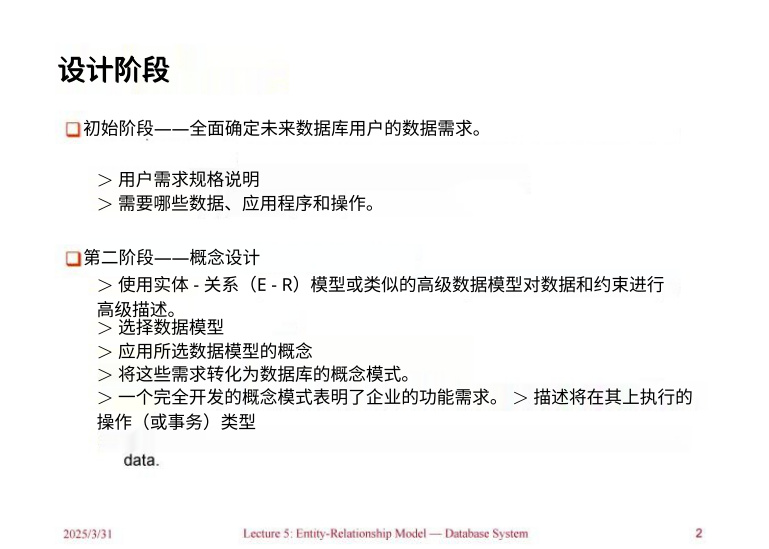 设计阶段
❑初始阶段——全面确定未来数据库用户的数据需求。
＞ 用户需求规格说明
＞ 需要哪些数据、应用程序和操作。
❑第二阶段——概念设计
＞ 使用实体 - 关系（E - R）模型或类似的高级数据模型对数据和约束进行
高级描述。
＞ 选择数据模型
＞ 应用所选数据模型的概念
＞ 将这些需求转化为数据库的概念模式。
＞ 一个完全开发的概念模式表明了企业的功能需求。 ＞ 描述将在其上执行的
操作（或事务）类型
data.
2025/3/31 Lecture 5: Entity-Relationship Model — Database System 2